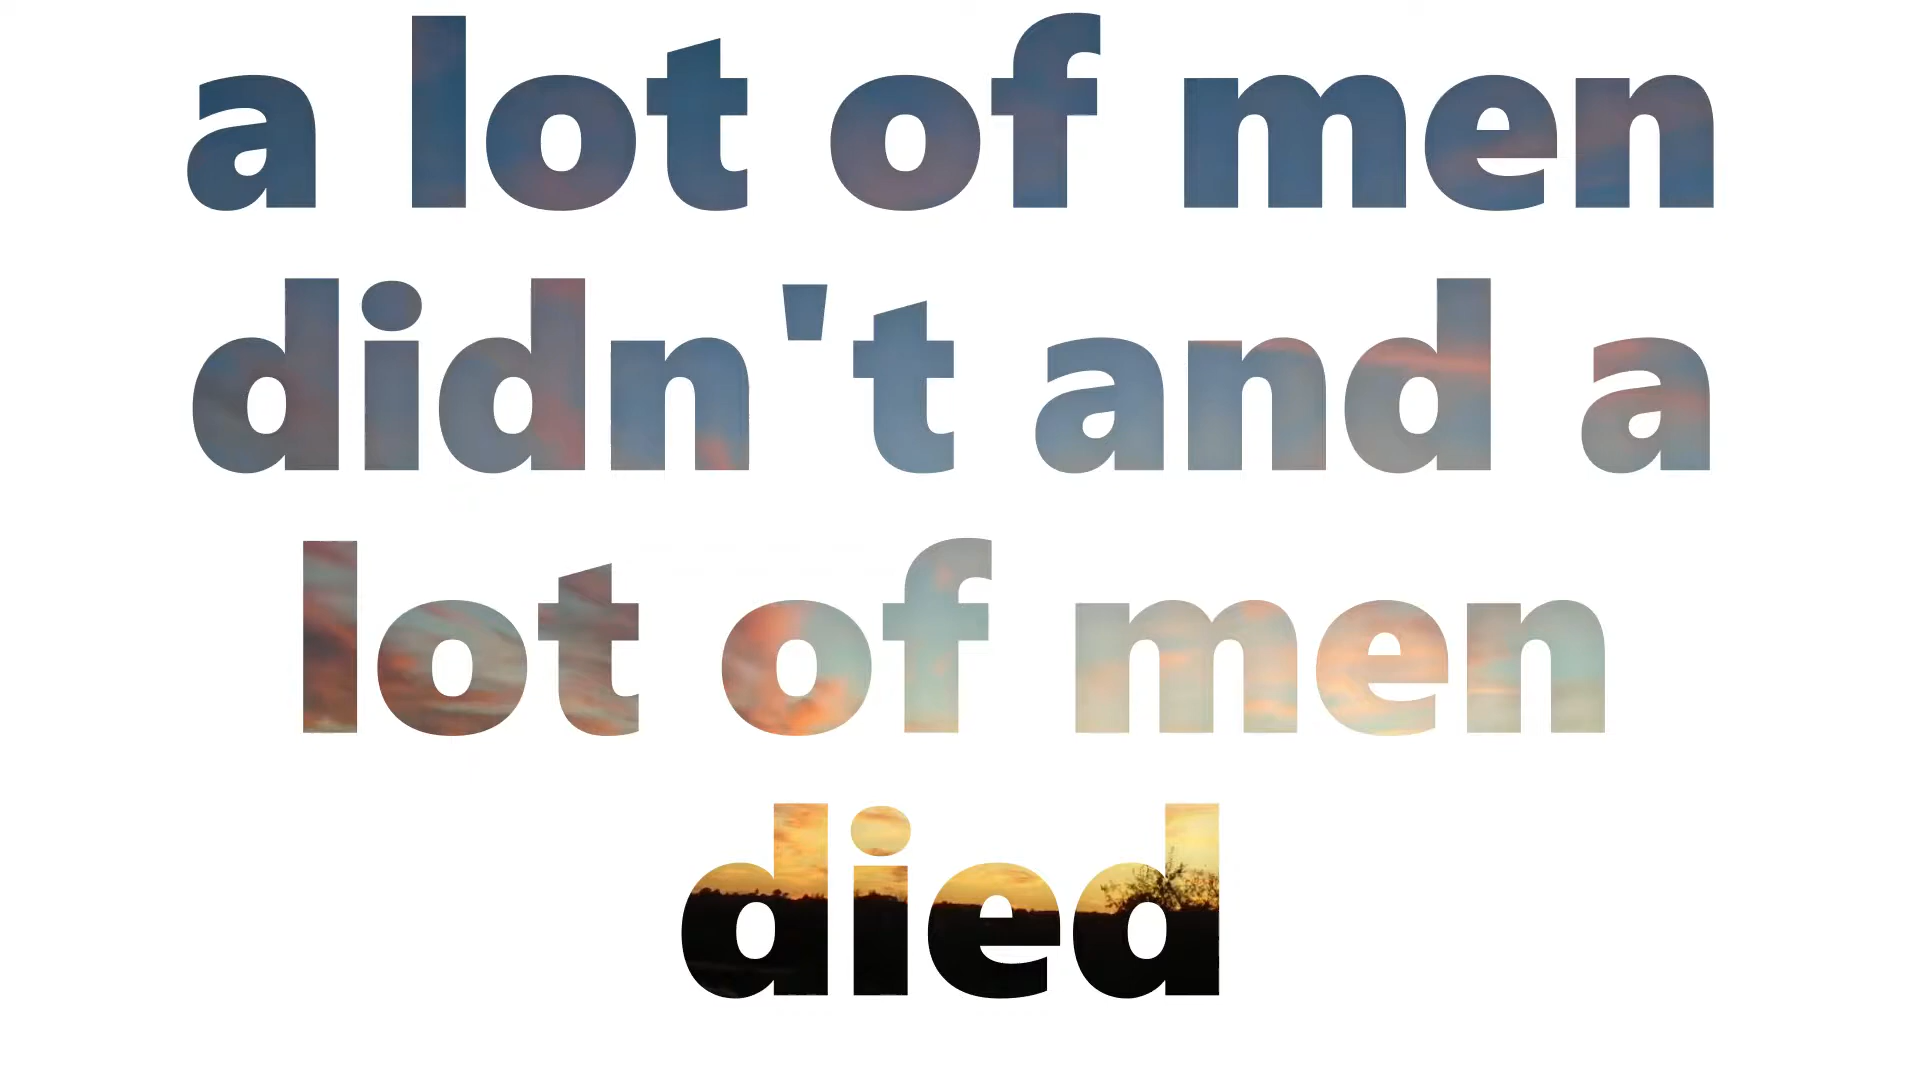 a lot of men
didn't and a
lot of men
died